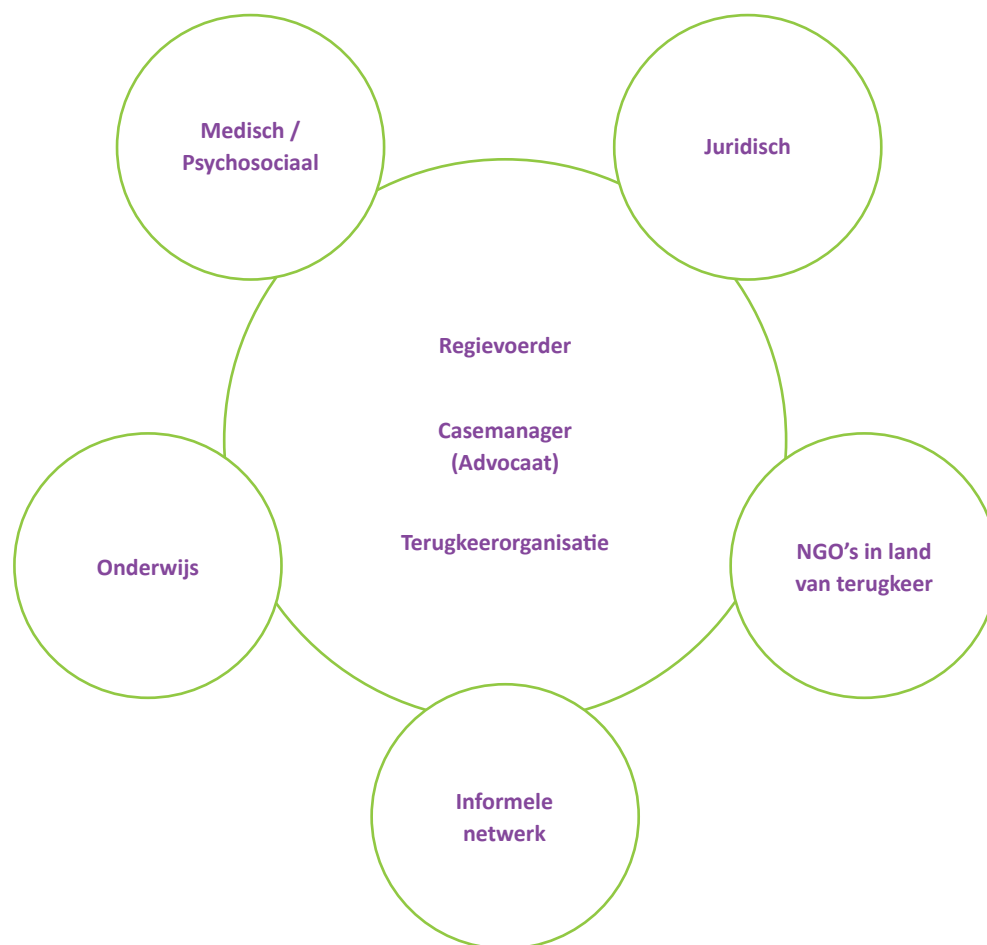 Medisch /
Psychosociaal
Juridisch
Regievoerder
Casemanager
(Advocaat)
Terugkeerorganisatie
Onderwijs
NGO’s in land
van terugkeer
Informele
netwerk